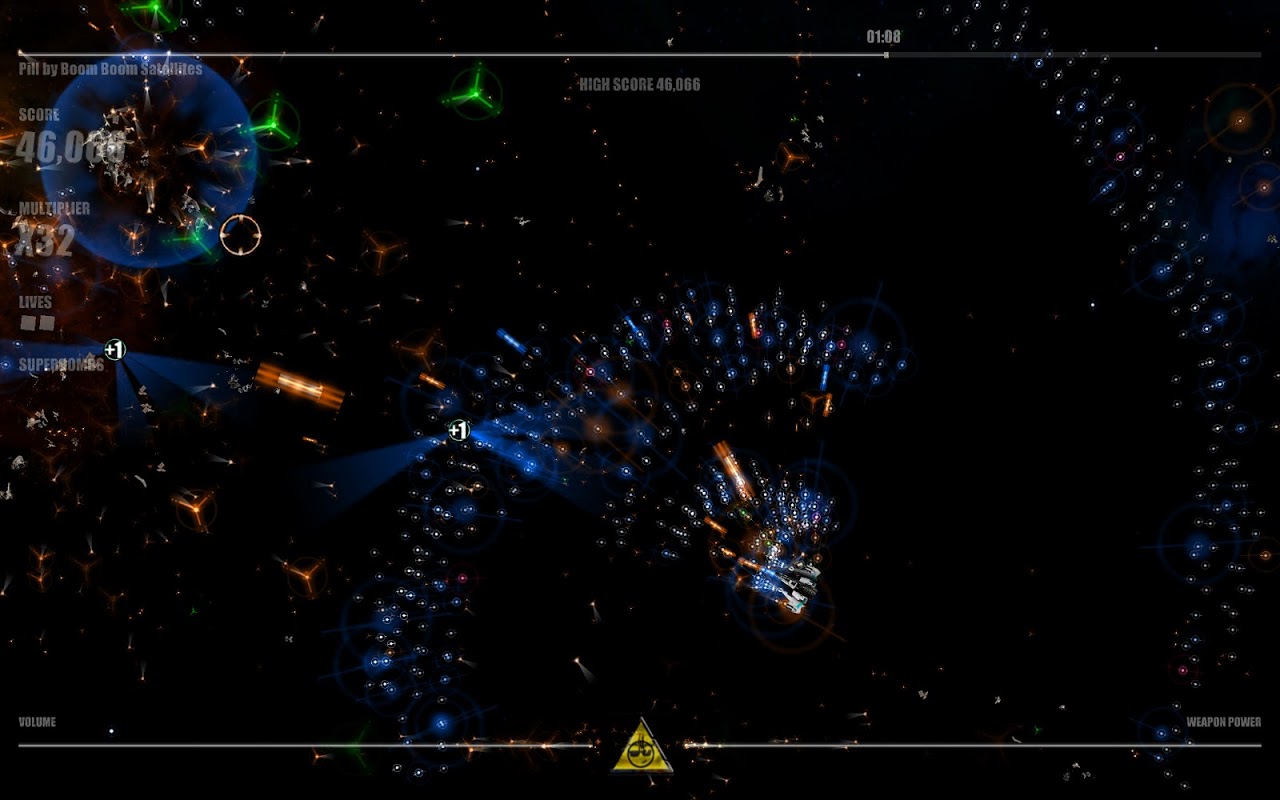 01:08
Pill by Boom Boom Satellites
HIGH SCORE 46,066
SCORE
46,066
MULTIPLIER
X32
LIVES
+1
SUPERBOMBS
+1
VOLUME
WEAPON POWER